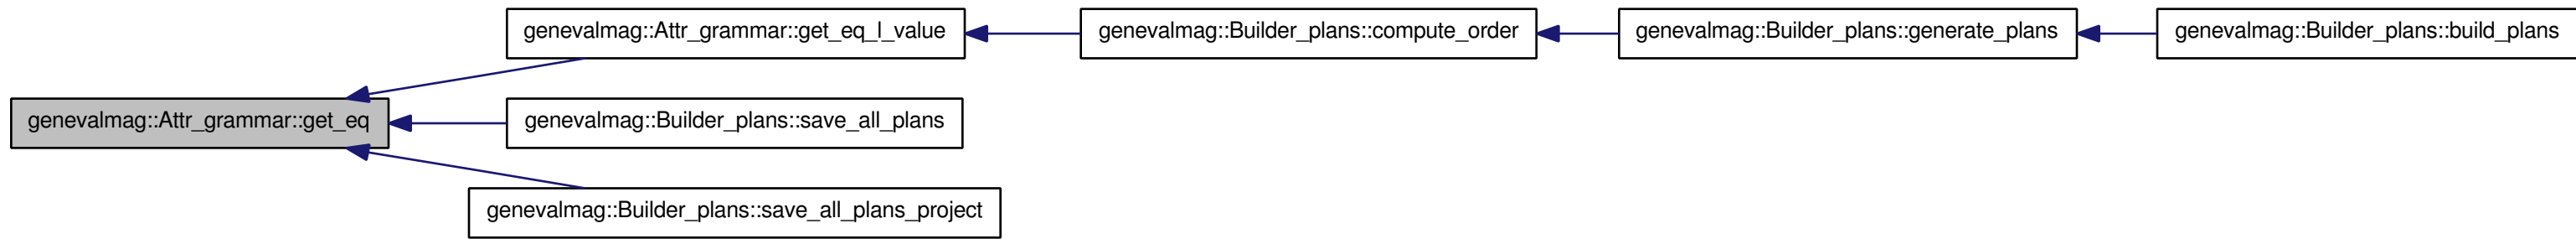 genevalmag::Attr_grammar::get_eq_l_value
genevalmag::Builder_plans::compute_order
genevalmag::Builder_plans::generate_plans
genevalmag::Builder_plans::build_plans
genevalmag::Attr_grammar::get_eq
genevalmag::Builder_plans::save_all_plans
genevalmag::Builder_plans::save_all_plans_project